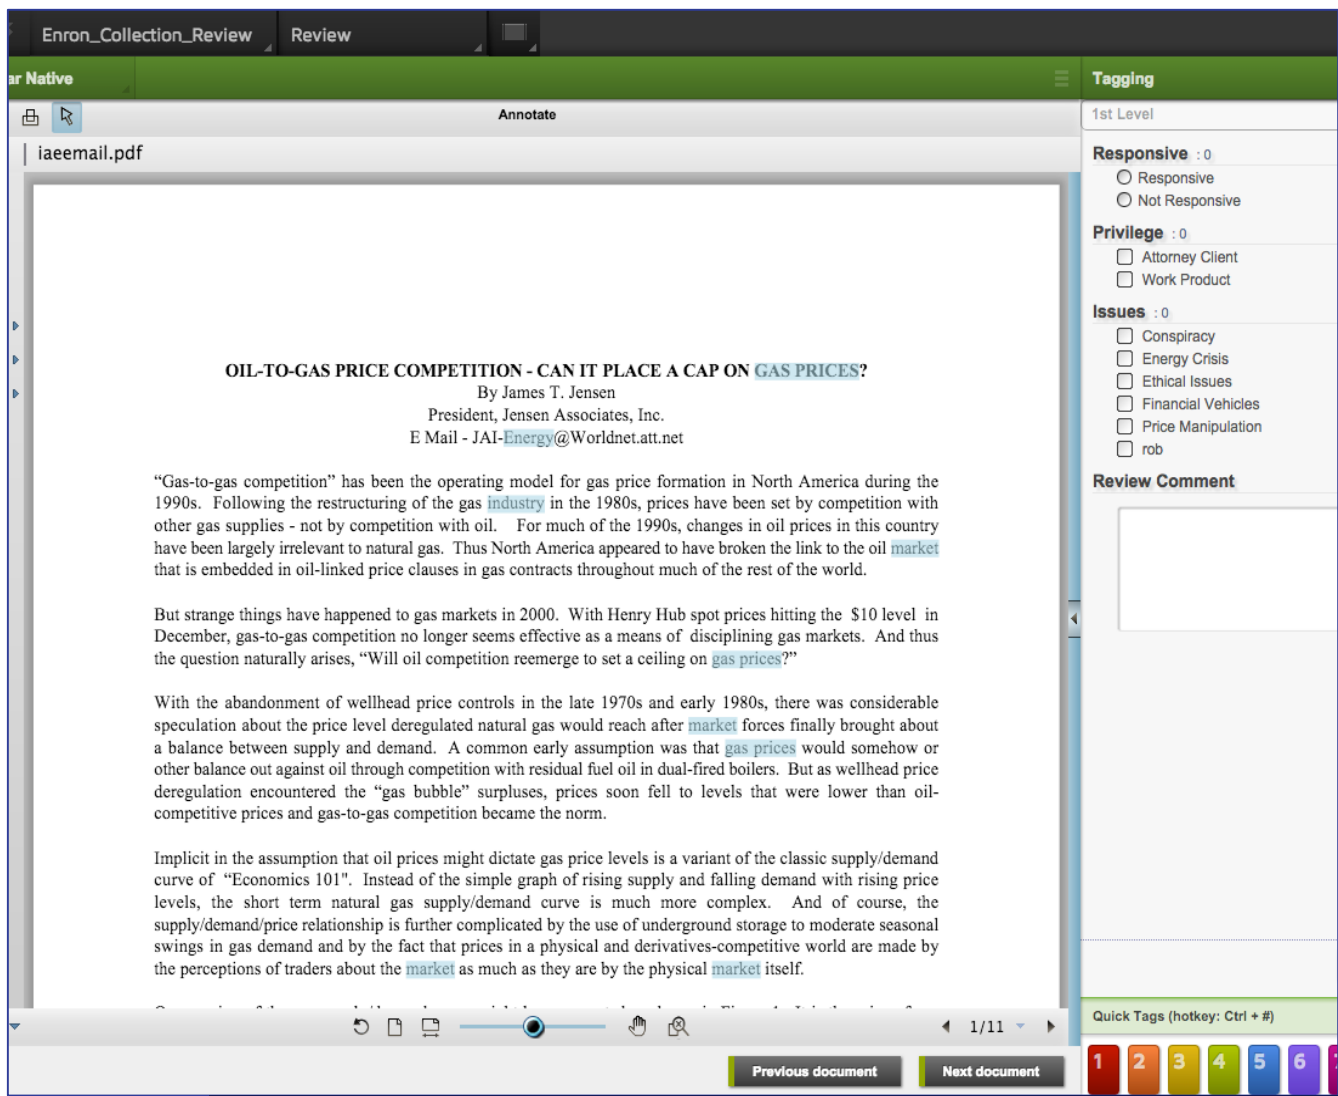 Enron_Collection_Review Review
ar Native
Tagging
Annotate
1st Level
iaeemail.pdf
Responsive : 0
Responsive
Not Responsive
Privilege : 0
Attorney Client
Work Product
Issues : 0
Conspiracy
Energy Crisis
Ethical Issues
Financial Vehicles
Price Manipulation
rob
Review Comment
OIL-TO-GAS PRICE COMPETITION - CAN IT PLACE A CAP ON GAS PRICES?
By James T. Jensen
President, Jensen Associates, Inc.
E Mail - JAI-Energy@Worldnet.att.net
“Gas-to-gas competition” has been the operating model for gas price formation in North America during the
1990s. Following the restructuring of the gas industry in the 1980s, prices have been set by competition with
other gas supplies - not by competition with oil. For much of the 1990s, changes in oil prices in this country
have been largely irrelevant to natural gas. Thus North America appeared to have broken the link to the oil market
that is embedded in oil-linked price clauses in gas contracts throughout much of the rest of the world.
But strange things have happened to gas markets in 2000. With Henry Hub spot prices hitting the $10 level in
December, gas-to-gas competition no longer seems effective as a means of disciplining gas markets. And thus
the question naturally arises, “Will oil competition reemerge to set a ceiling on gas prices?”
With the abandonment of wellhead price controls in the late 1970s and early 1980s, there was considerable
speculation about the price level deregulated natural gas would reach after market forces finally brought about
a balance between supply and demand. A common early assumption was that gas prices would somehow or
other balance out against oil through competition with residual fuel oil in dual-fired boilers. But as wellhead price
deregulation encountered the “gas bubble” surpluses, prices soon fell to levels that were lower than oil-
competitive prices and gas-to-gas competition became the norm.
Implicit in the assumption that oil prices might dictate gas price levels is a variant of the classic supply/demand
curve of “Economics 101". Instead of the simple graph of rising supply and falling demand with rising price
levels, the short term natural gas supply/demand curve is much more complex. And of course, the
supply/demand/price relationship is further complicated by the use of underground storage to moderate seasonal
swings in gas demand and by the fact that prices in a physical and derivatives-competitive world are made by
the perceptions of traders about the market as much as they are by the physical market itself.
1/11
Quick Tags (hotkey: Ctrl + #)
Previous document Next document
1 2 3 4 5 6